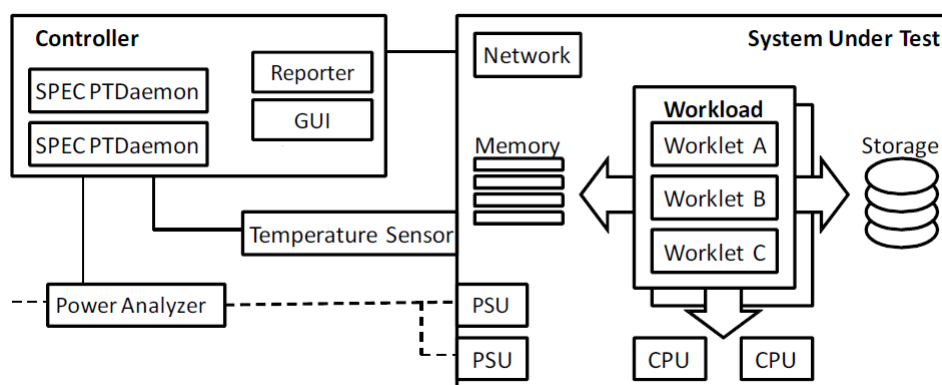 Controller
SPEC PTDaemon
SPEC PTDaemon
Reporter
GUI
System Under Test
Network
Memory
Workload
Worklet A
Worklet B
Worklet C
Storage
Temperature Sensor
Power Analyzer
PSU
PSU
CPU
CPU